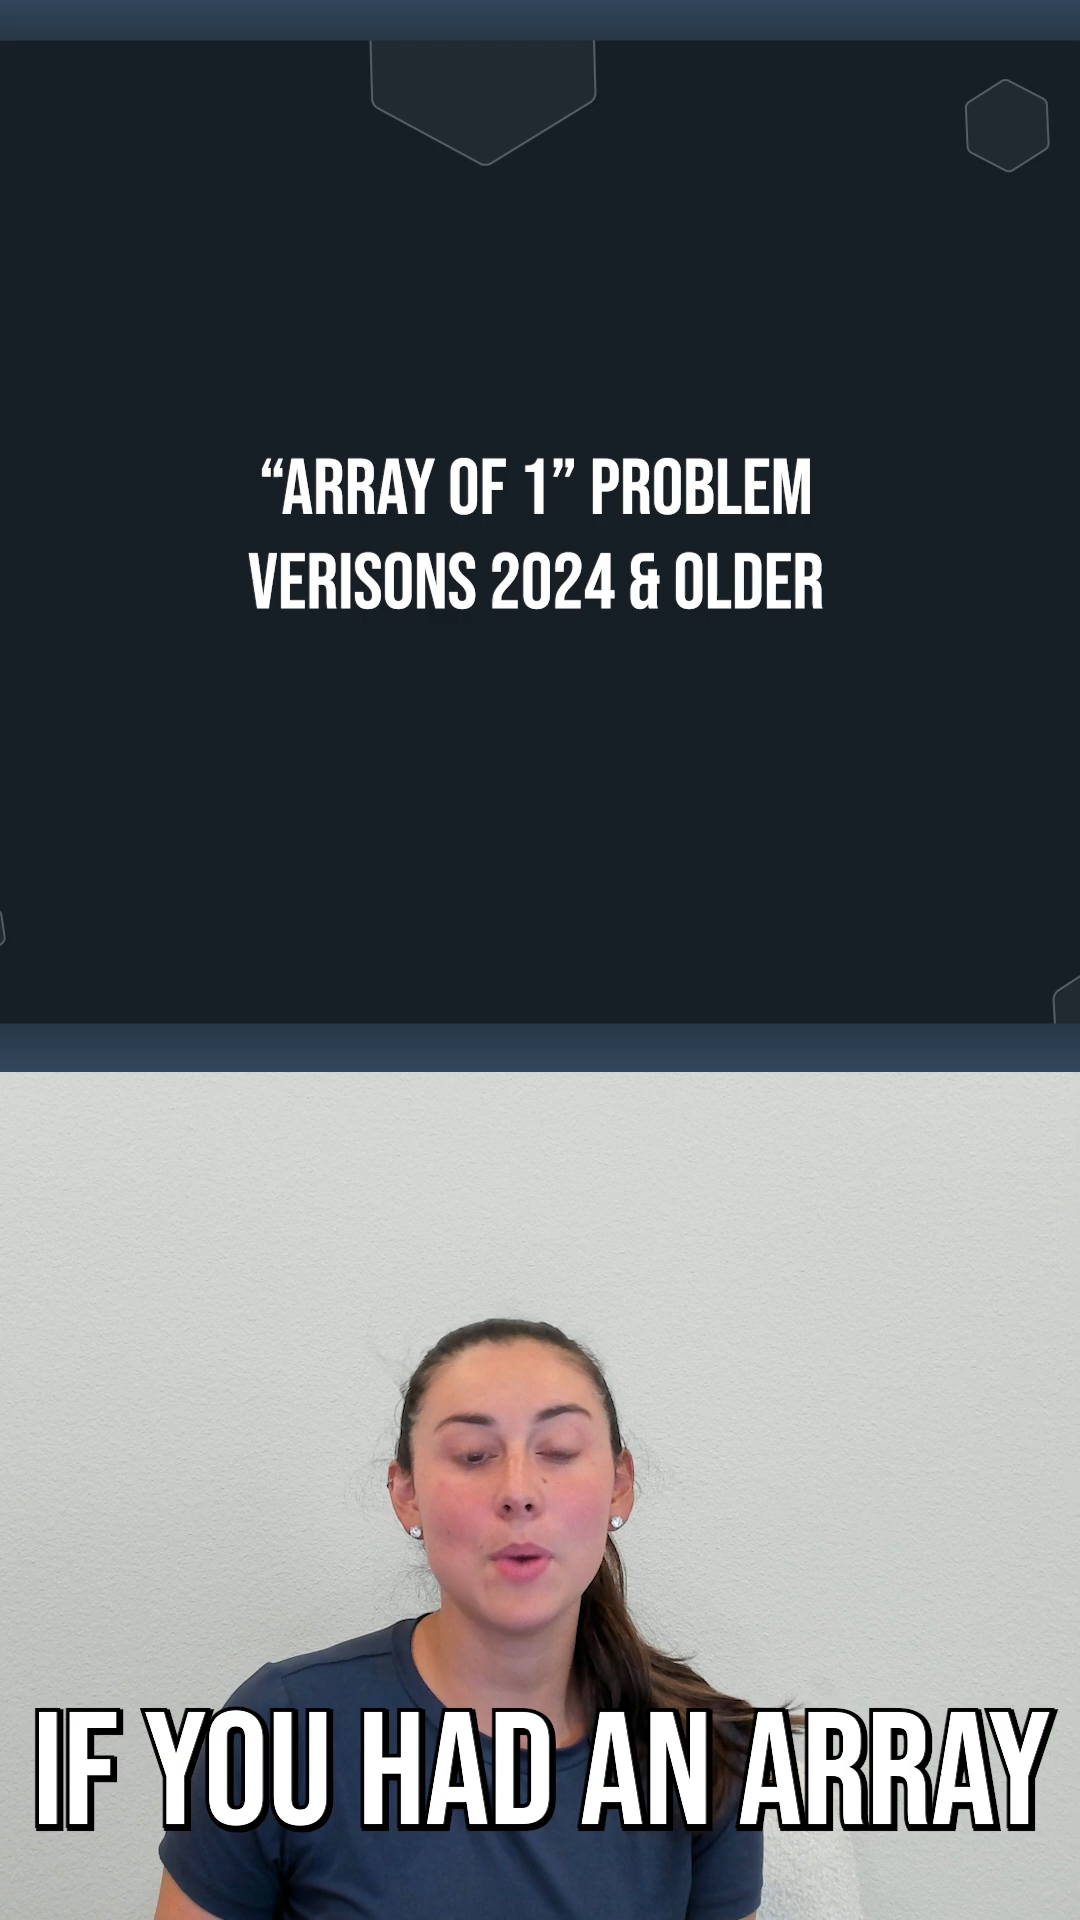 “ARRAY OF 1” PROBLEM
VERISONS 2024 & OLDER
IF YOU HAD AN ARRAY